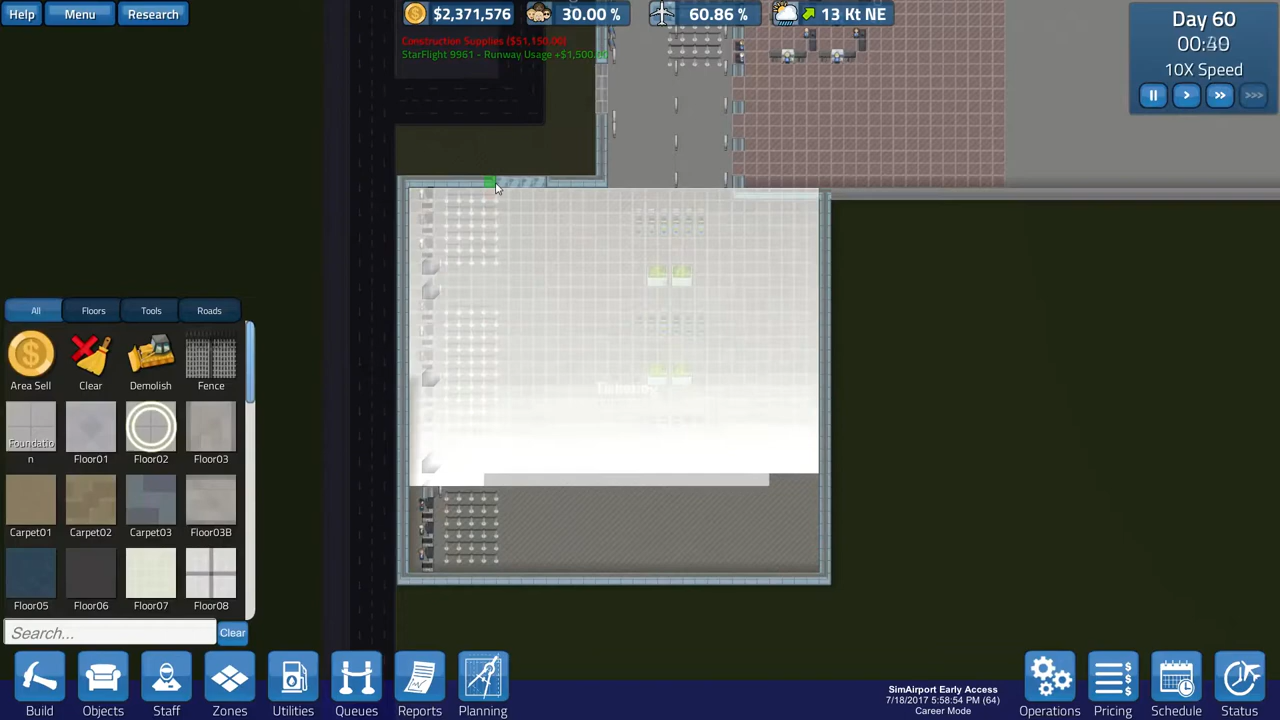 Help Menu Research
$2,371,576 30.00 % 60.86 % 13 Kt NE
Construction Supplies ($51,150.00)
StarFlight 9961 - Runway Usage +$1,500.00
Day 60
10X Speed
All Floors Tools Roads
Area Sell Clear Demolish Fence
Foundatio
n Floor01 Floor02 Floor03
Carpet01 Carpet02 Carpet03 Floor03B
Floor05 Floor06 Floor07 Floor08
Search... Clear
Build Objects Staff Zones Utilities Queues Reports Planning
SimAirport Early Access
7/18/2017 5:58:54 PM (64)
Career Mode
Operations Pricing Schedule Status